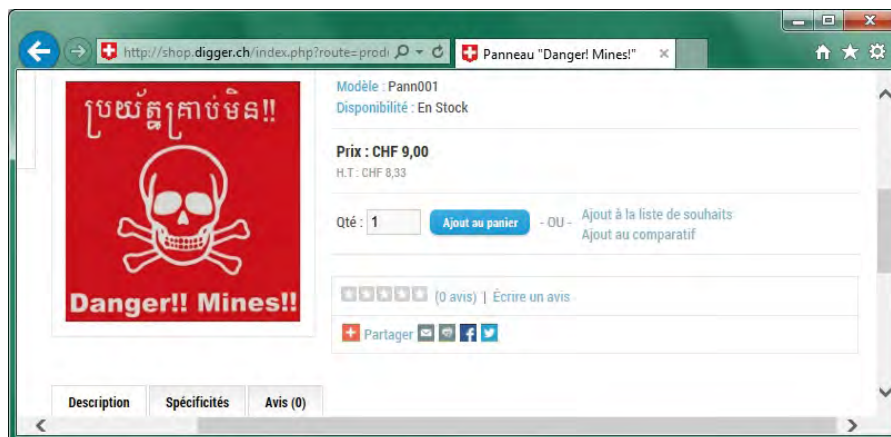 http://shop.digger.ch/index.php?route=prodi
Panneau "Danger! Mines!"
ប្រយ័ត្នគ្រាប់មីន!!
Danger!! Mines!!
Modèle : Pann001
Disponibilité : En Stock
Prix : CHF 9,00
H.T : CHF 8,33
Qté : 1
Ajout au panier
- OU -
Ajout à la liste de souhaits
Ajout au comparatif
(0 avis) | Écrire un avis
Partager
Description
Spécificités
Avis (0)